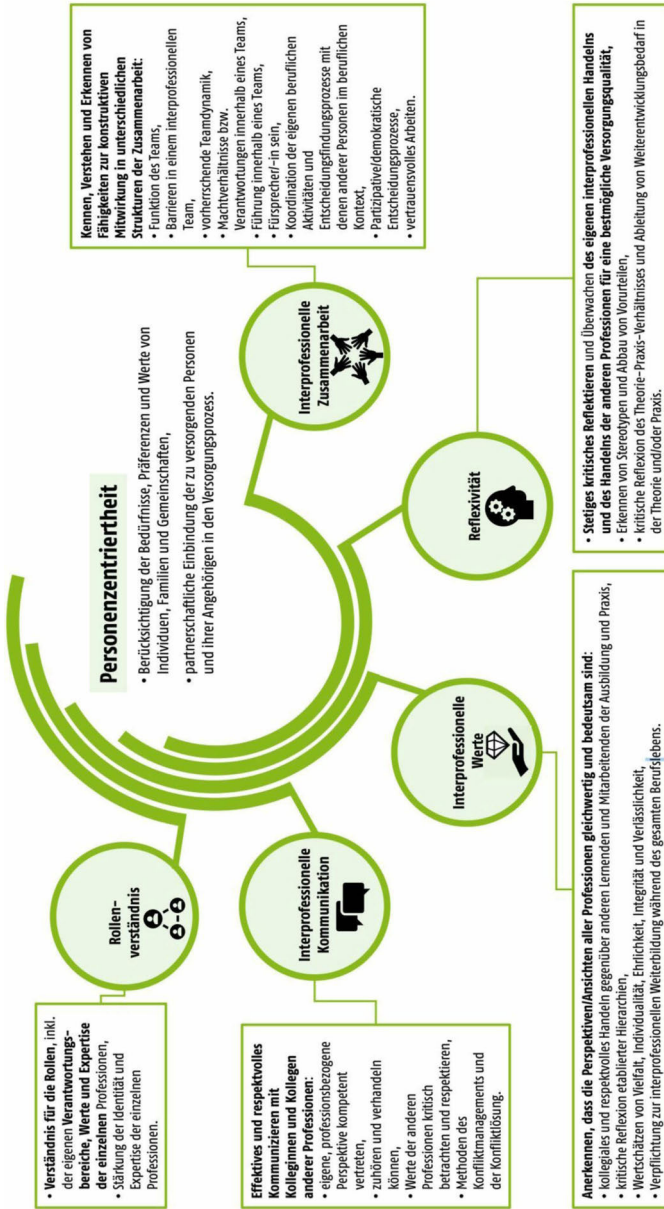 Personenzentriertheit
• Berücksichtigung der Bedürfnisse, Präferenzen und Werte von
Individuen, Familien und Gemeinschaften,
• partnerschaftliche Einbindung der zu versorgenden Personen
und ihrer Angehörigen in den Versorgungsprozess.
Rollen-
verständnis
• Verständnis für die Rollen, inkl.
der eigenen Verantwortungs-
bereiche, Werte und Expertise
der einzelnen Professionen,
• Stärkung der Identität und
Expertise der einzelnen
Professionen.
Interprofessionelle
Kommunikation
Effektives und respektvolles
Kommunizieren mit
Kolleginnen und Kollegen
anderer Professionen:
• eigene, professionsbezogene
Perspektive kompetent
vertreten,
• zuhören und verhandeln
können,
• Werte der anderen
Professionen kritisch
betrachten und respektieren,
• Methoden des
Konfliktmanagements und
der Konfliktlösung.
Interprofessionelle
Werte
Anerkennen, dass die Perspektiven/Ansichten aller Professionen gleichwertig und bedeutsam sind:
• kollegiales und respektvolles Handeln gegenüber anderen Lernenden und Mitarbeitenden der Ausbildung und Praxis,
• kritische Reflexion etablierter Hierarchien,
• Wertschätzen von Vielfalt, Individualität, Ehrlichkeit, Integrität und Verlässlichkeit,
• Verpflichtung zur interprofessionellen Weiterbildung während des gesamten Berufslebens.
Reflexivität
• Stetiges kritisches Reflektieren und Überwachen des eigenen interprofessionellen Handelns
und des Handelns der anderen Professionen für eine bestmögliche Versorgungsqualität,
• Erkennen von Stereotypen und Abbau von Vorurteilen,
• kritische Reflexion des Theorie-Praxis-Verhältnisses und Ableitung von Weiterentwicklungsbedarf in
der Theorie und/oder Praxis.
Interprofessionelle
Zusammenarbeit
Kennen, Verstehen und Erkennen von
Fähigkeiten zur konstruktiven
Mitwirkung in unterschiedlichen
Strukturen der Zusammenarbeit:
• Funktion des Teams,
• Barrieren in einem interprofessionellen
Team,
• vorherrschende Teamdynamik,
• Machtverhältnisse bzw.
Verantwortungen innerhalb eines Teams,
• Führung innerhalb eines Teams,
• Fürsprecher/-in sein,
• Koordination der eigenen beruflichen
Aktivitäten und
Entscheidungsfindungsprozesse mit
denen anderer Personen im beruflichen
Kontext,
• Partizipative/demokratische
Entscheidungsprozesse,
• vertrauensvolles Arbeiten.